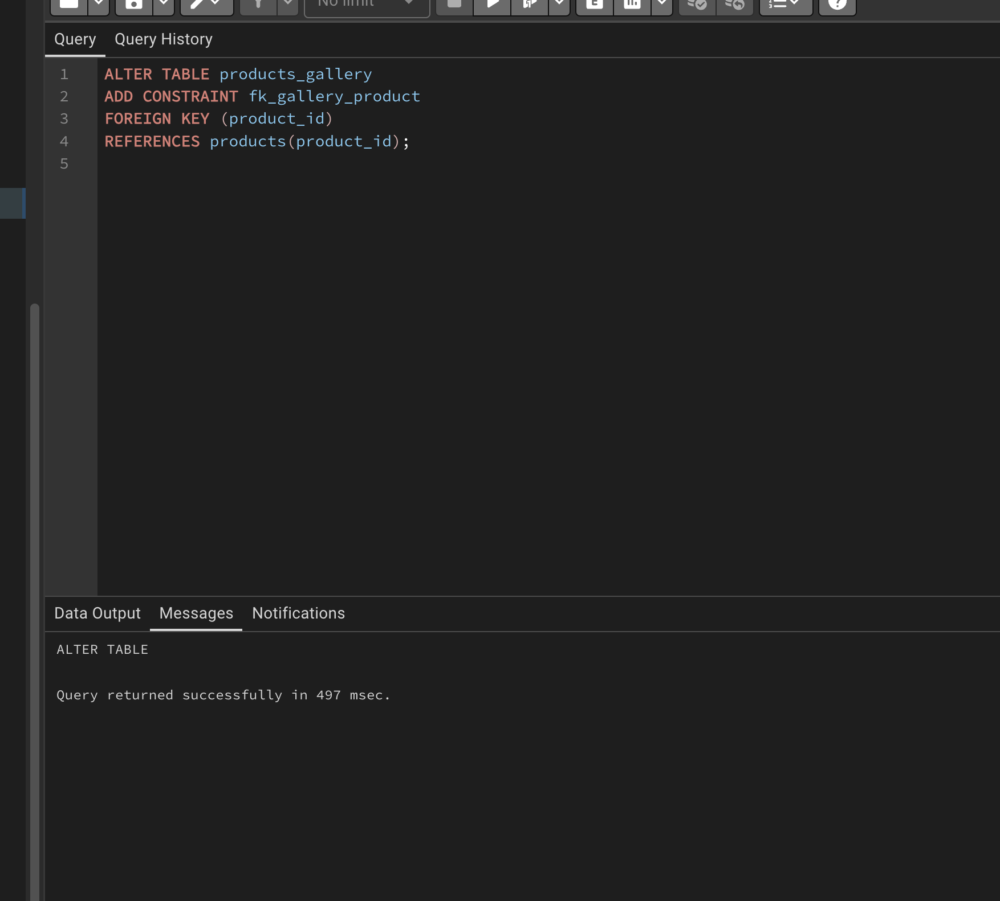 No limit
Query Query History
1 ALTER TABLE products_gallery
2 ADD CONSTRAINT fk_gallery_product
3 FOREIGN KEY (product_id)
4 REFERENCES products(product_id);
5
Data Output Messages Notifications
ALTER TABLE
Query returned successfully in 497 msec.